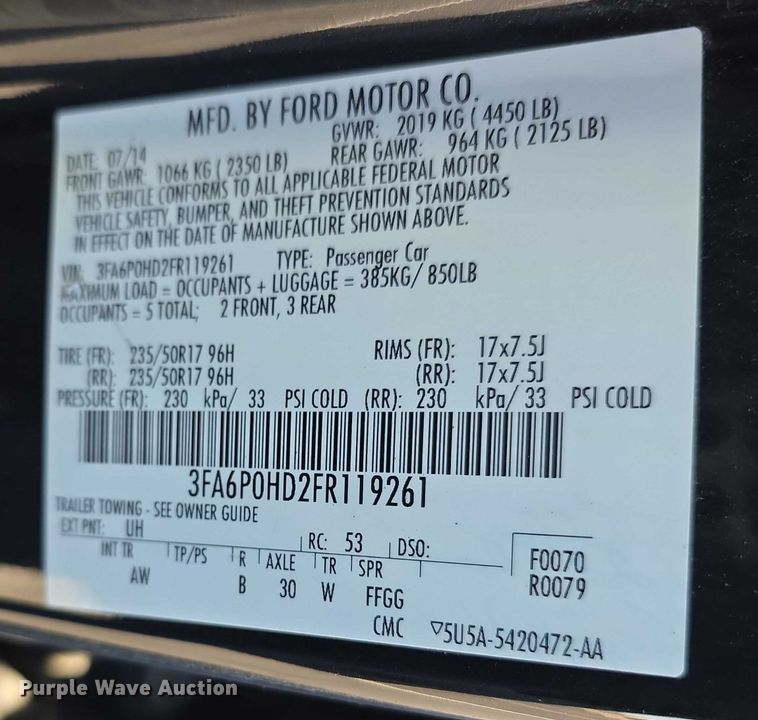 MFD. BY FORD MOTOR CO.
DATE: 07/14 GVWR: 2019 KG ( 4450 LB)
FRONT GAWR: 1066 KG ( 2350 LB) REAR GAWR: 964 KG ( 2125 LB)
THIS VEHICLE CONFORMS TO ALL APPLICABLE FEDERAL MOTOR
VEHICLE SAFETY, BUMPER, AND THEFT PREVENTION STANDARDS
IN EFFECT ON THE DATE OF MANUFACTURE SHOWN ABOVE.
VIN: 3FA6P0HD2FR119261 TYPE: Passenger Car
MAXIMUM LOAD = OCCUPANTS + LUGGAGE = 385KG/ 850LB
OCCUPANTS = 5 TOTAL; 2 FRONT, 3 REAR
TIRE (FR): 235/50R17 96H RIMS (FR): 17x7.5J
(RR): 235/50R17 96H (RR): 17x7.5J
PRESSURE (FR): 230 kPa/ 33 PSI COLD (RR): 230 kPa/ 33 PSI COLD
3FA6P0HD2FR119261
TRAILER TOWING - SEE OWNER GUIDE
EXT PNT: UH RC: 53 DSO: F0070
INT TR TP/PS R AXLE TR SPR R0079
AW B 30 W FFGG
CMC ▽5U5A-5420472-AA
Purple Wave Auction